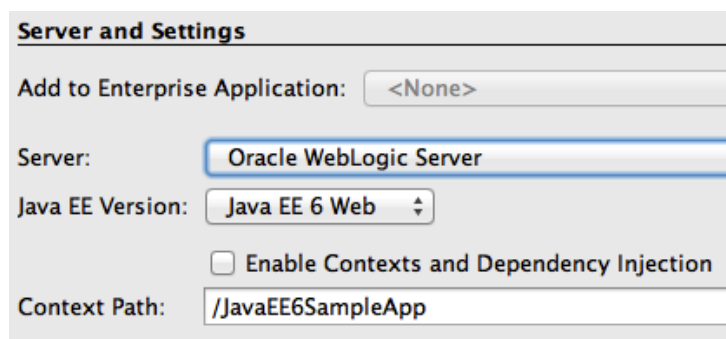 Server and Settings
Add to Enterprise Application: <None>
Server: Oracle WebLogic Server
Java EE Version: Java EE 6 Web
Enable Contexts and Dependency Injection
Context Path: /JavaEE6SampleApp